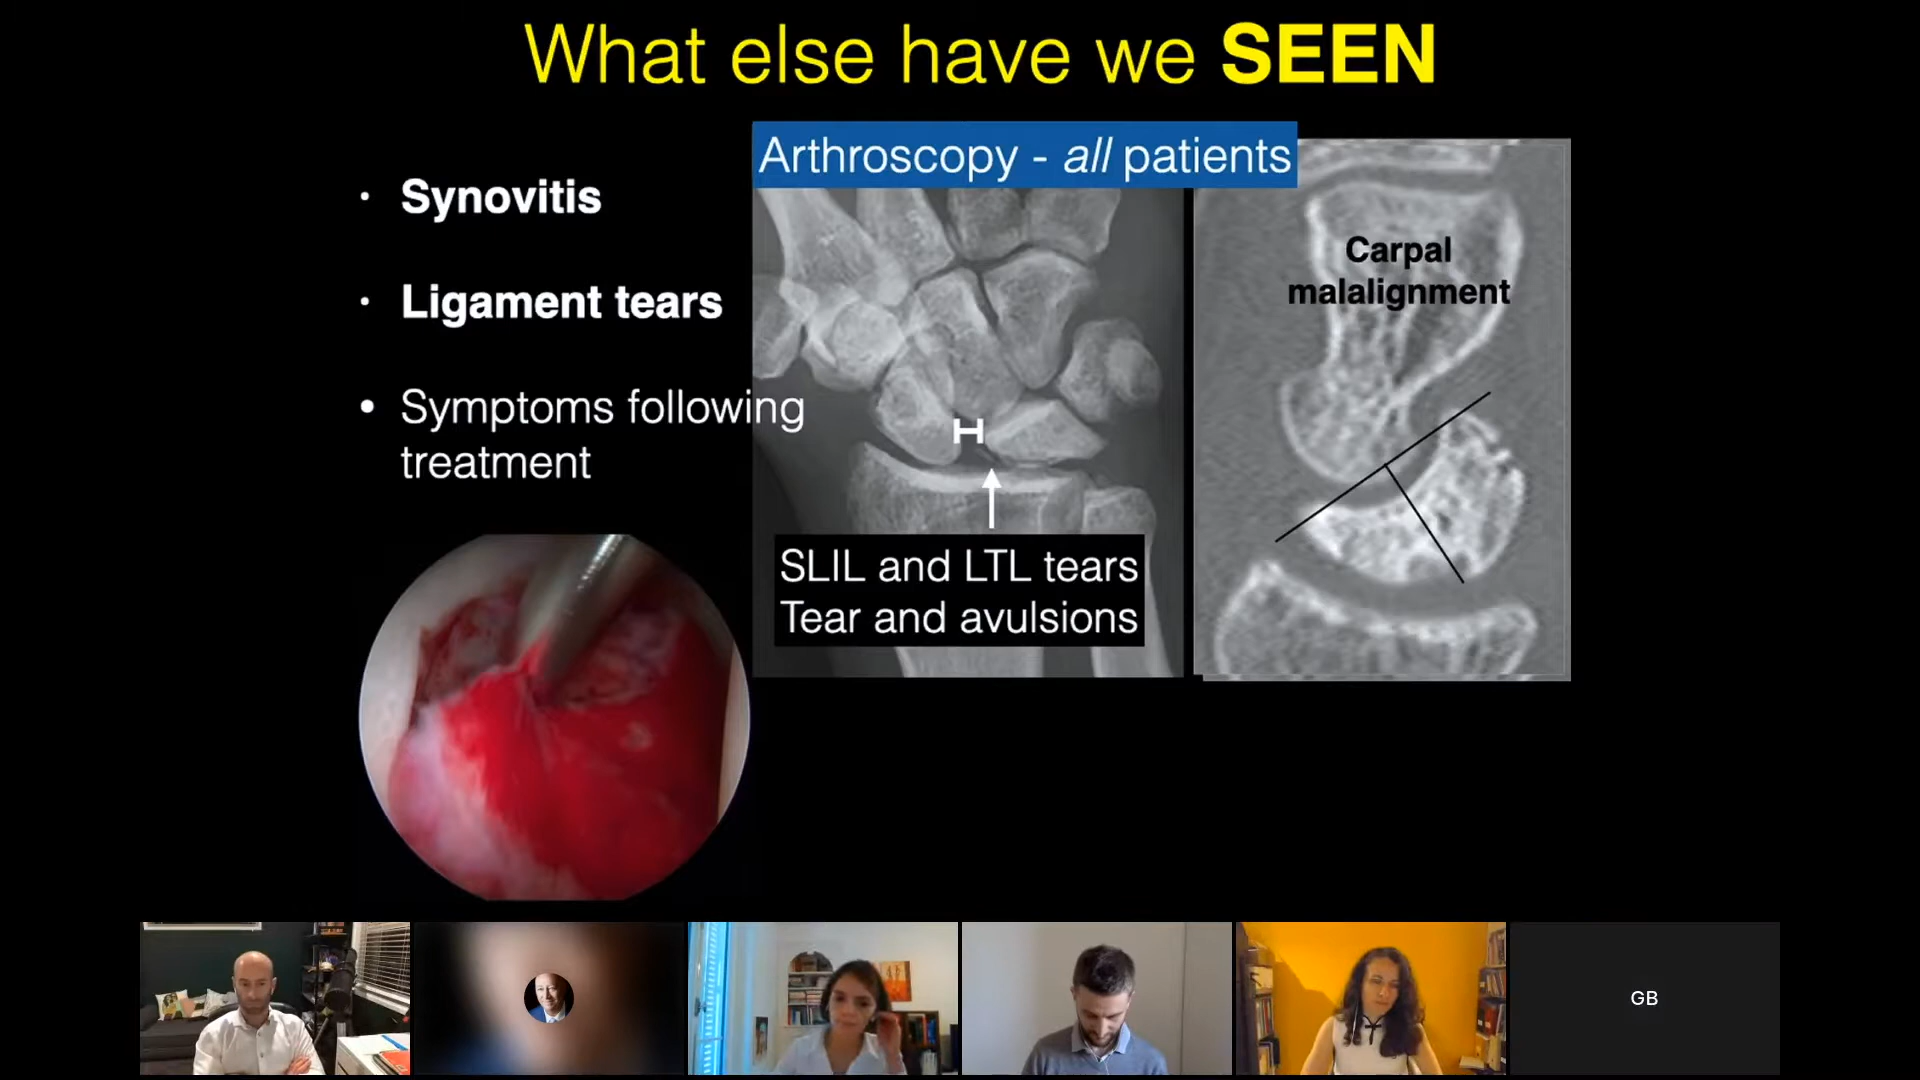 What else have we SEEN
Arthroscopy - all patients
· Synovitis
· Ligament tears
• Symptoms following
treatment
H
SLIL and LTL tears
Tear and avulsions
Carpal
malalignment
GB